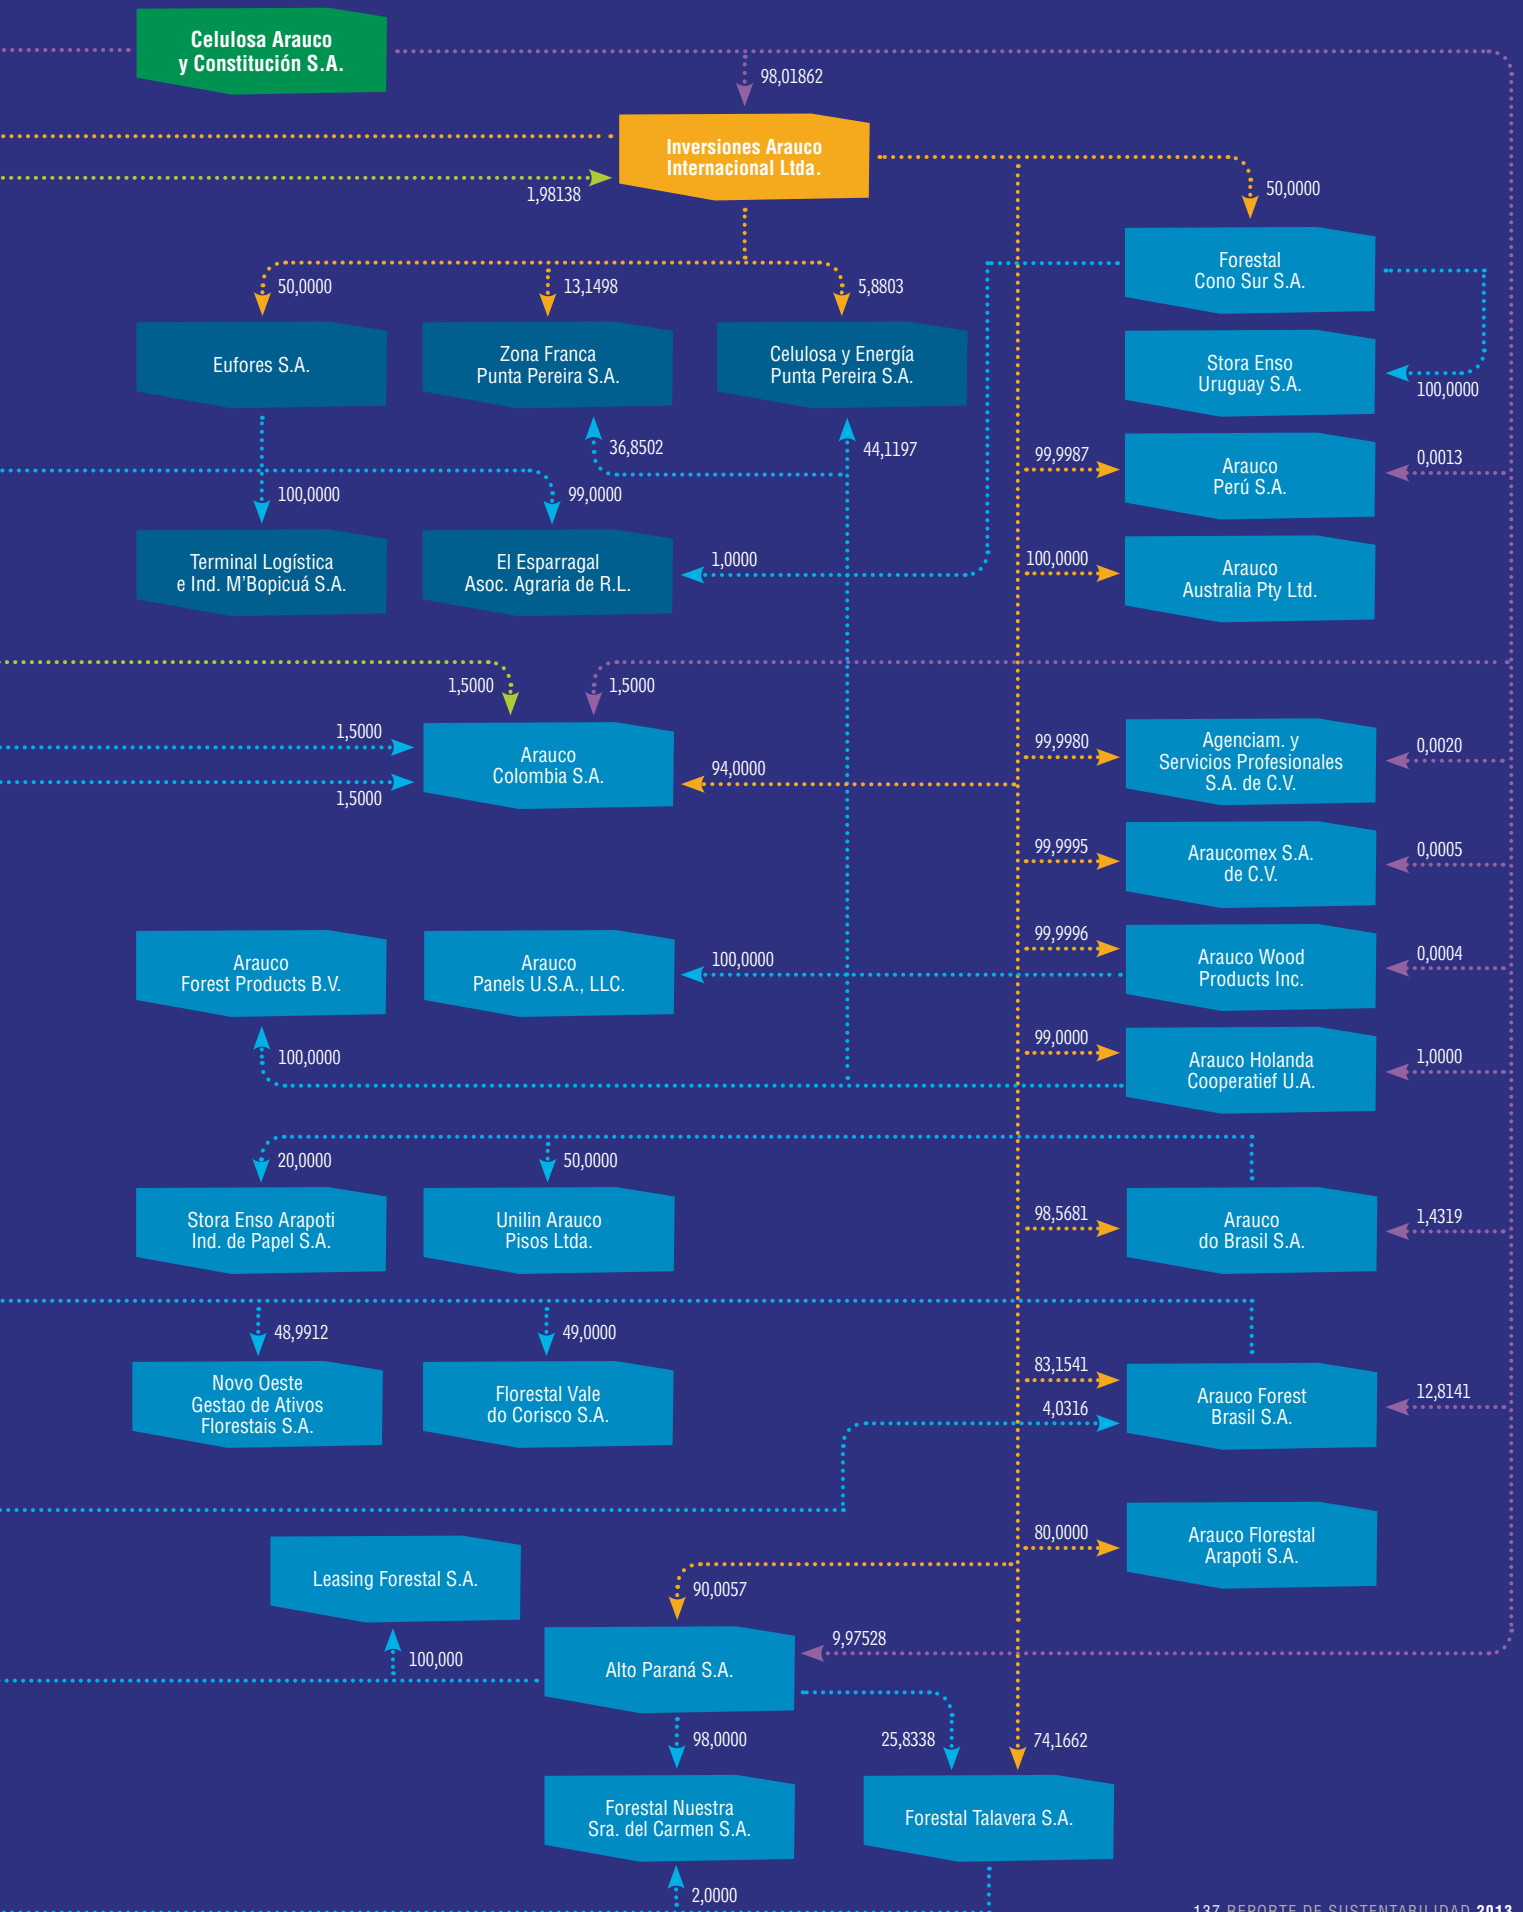 Celulosa Arauco
y Constitución S.A.
98,01862
Inversiones Arauco
Internacional Ltda.
1,98138
50,0000
Forestal
Cono Sur S.A.
50,0000
13,1498
5,8803
Eufores S.A.
Zona Franca
Punta Pereira S.A.
Celulosa y Energía
Punta Pereira S.A.
Stora Enso
Uruguay S.A.
100,0000
36,8502
44,1197
99,9987
Arauco
Perú S.A.
0,0013
100,0000
99,0000
Terminal Logística
e Ind. M'Bopicuá S.A.
El Esparragal
Asoc. Agraria de R.L.
1,0000
100,0000
Arauco
Australia Pty Ltd.
1,5000
1,5000
1,5000
1,5000
Arauco
Colombia S.A.
94,0000
99,9980
Agenciam. y
Servicios Profesionales
S.A. de C.V.
0,0020
99,9995
Araucomex S.A.
de C.V.
0,0005
Arauco
Forest Products B.V.
Arauco
Panels U.S.A., LLC.
100,0000
99,9996
Arauco Wood
Products Inc.
0,0004
100,0000
99,0000
Arauco Holanda
Cooperatief U.A.
1,0000
20,0000
50,0000
Stora Enso Arapoti
Ind. de Papel S.A.
Unilin Arauco
Pisos Ltda.
98,5681
Arauco
do Brasil S.A.
1,4319
48,9912
49,0000
Novo Oeste
Gestao de Ativos
Florestais S.A.
Florestal Vale
do Corisco S.A.
83,1541
4,0316
Arauco Forest
Brasil S.A.
12,8141
80,0000
Arauco Florestal
Arapoti S.A.
Leasing Forestal S.A.
90,0057
100,000
Alto Paraná S.A.
9,97528
98,0000
25,8338
74,1662
Forestal Nuestra
Sra. del Carmen S.A.
Forestal Talavera S.A.
2,0000
137 REPORTE DE SUSTENTABILIDAD 2013